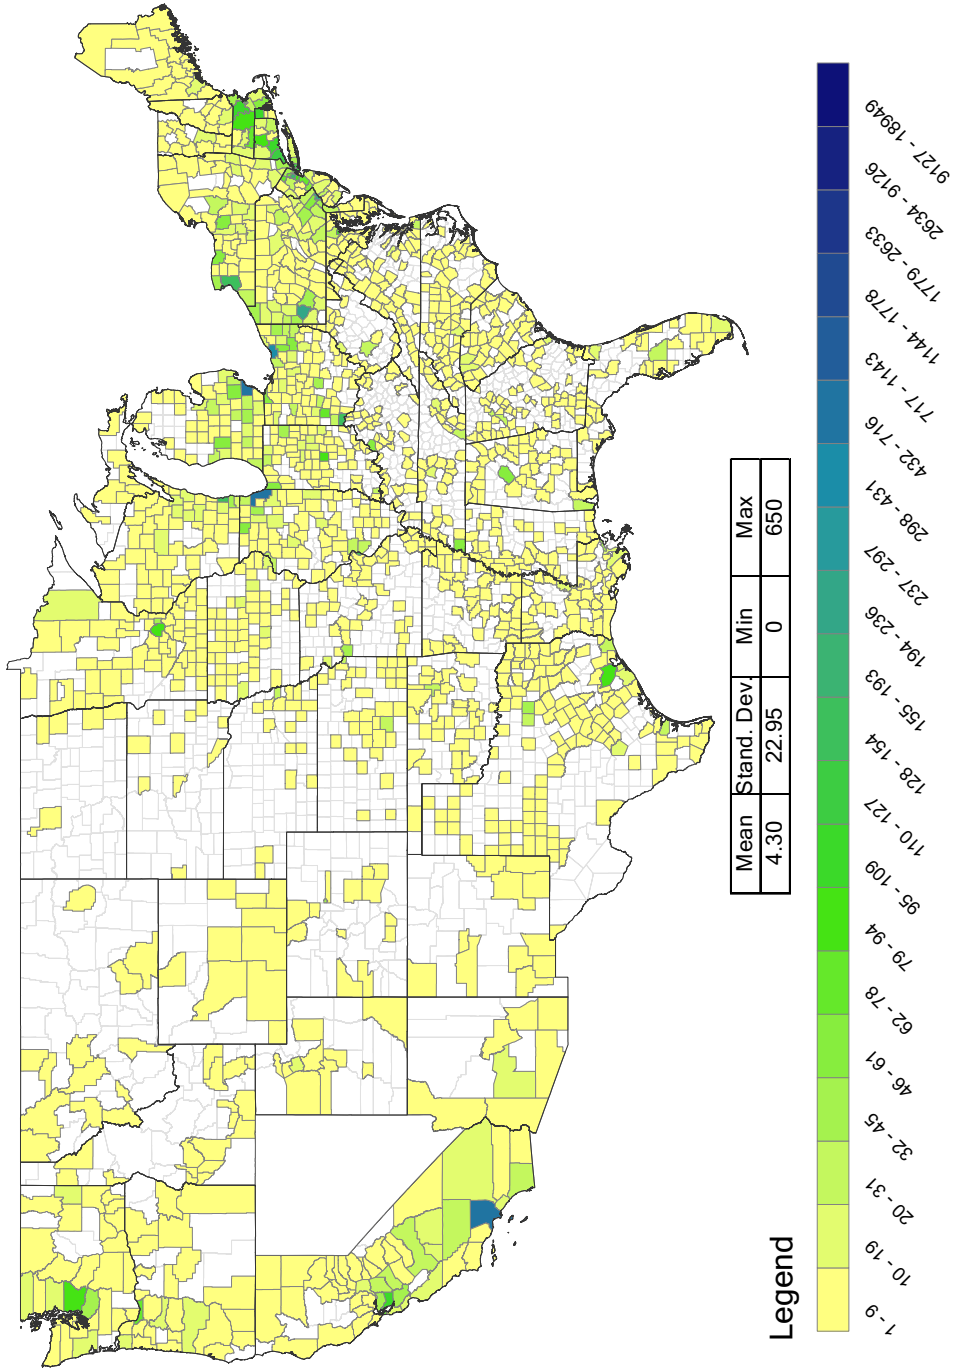 Mean Stand. Dev. Min Max
4.30 22.95 0 650
Legend
1 - 9
10 - 19
20 - 31
32 - 45
46 - 61
62 - 78
79 - 94
95 - 109
110 - 127
128 - 154
155 - 193
194 - 236
237 - 297
298 - 431
432 - 716
717 - 1143
1144 - 1778
1779 - 2633
2634 - 9126
9127 - 18949